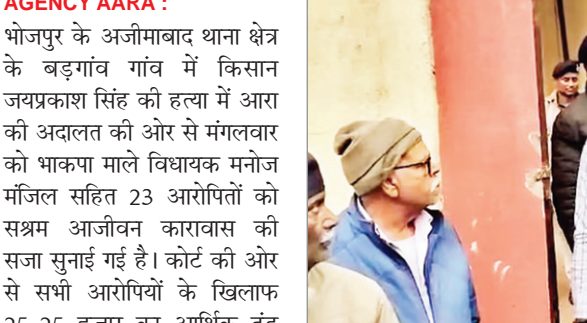 AGENCY AARA :
भोजपुर के अजीमाबाद थाना क्षेत्र
के बड़गांव गांव में किसान
जयप्रकाश सिंह की हत्या में आरा
की अदालत की ओर से मंगलवार
को भाकपा माले विधायक मनोज
मंजिल सहित 23 आरोपितों को
सश्रम आजीवन कारावास की
सजा सुनाई गई है। कोर्ट की ओर
से सभी आरोपियों के खिलाफ